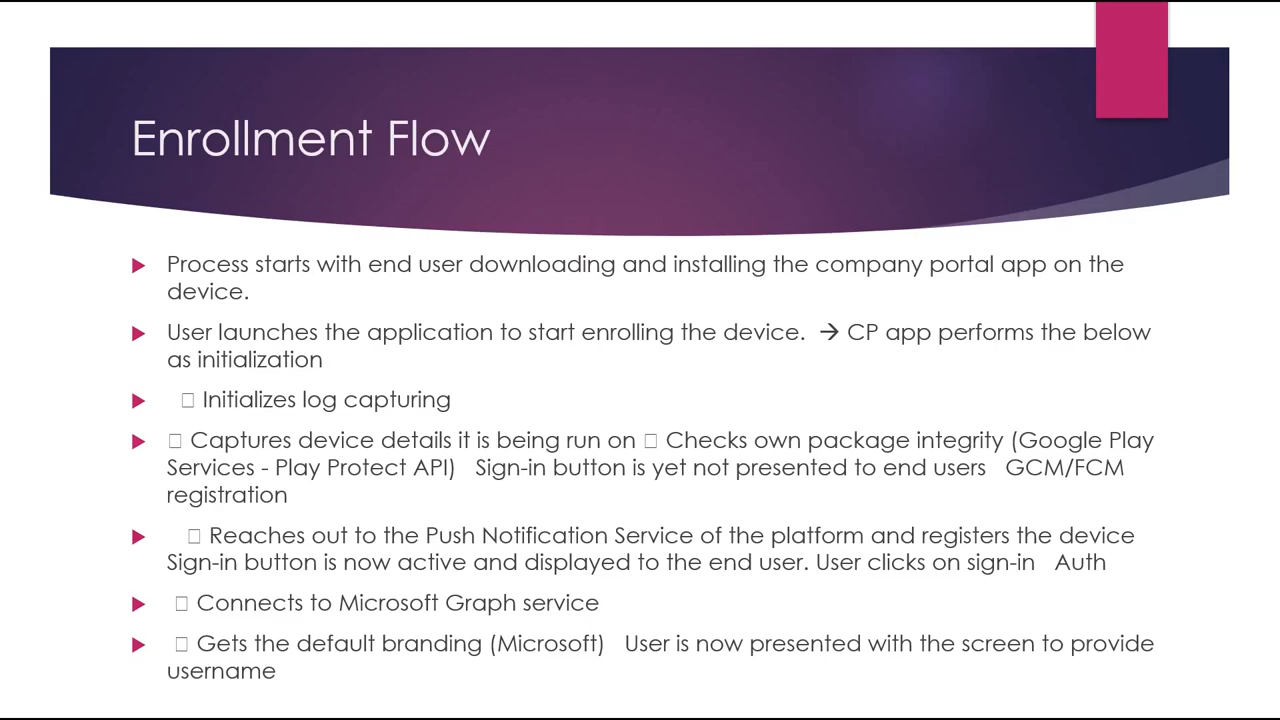 Enrollment Flow
Process starts with end user downloading and installing the company portal app on the
device.
User launches the application to start enrolling the device. → CP app performs the below
as initialization
□ Initializes log capturing
□ Captures device details it is being run on □ Checks own package integrity (Google Play
Services - Play Protect API) Sign-in button is yet not presented to end users GCM/FCM
registration
□ Reaches out to the Push Notification Service of the platform and registers the device
Sign-in button is now active and displayed to the end user. User clicks on sign-in Auth
□ Connects to Microsoft Graph service
□ Gets the default branding (Microsoft) User is now presented with the screen to provide
username